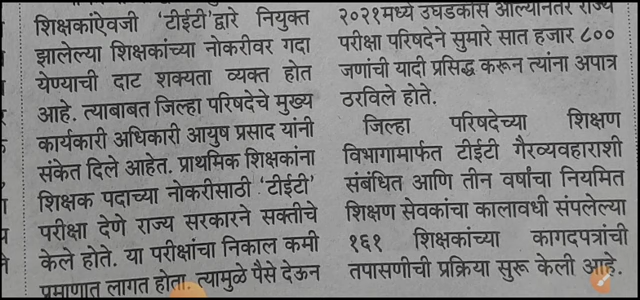 शिक्षकांऐवजी 'टीईटी'द्वारे नियुक्त
झालेल्या शिक्षकांच्या नोकरीवर गदा
येण्याची दाट शक्यता व्यक्त होत
आहे. त्याबाबत जिल्हा परिषदेचे मुख्य
कार्यकारी अधिकारी आयुष प्रसाद यांनी
संकेत दिले आहेत. प्राथमिक शिक्षकांना
शिक्षक पदाच्या नोकरीसाठी 'टीईटी'
परीक्षा देणे राज्य सरकारने सक्तीचे
केले होते. या परीक्षांचा निकाल कमी
प्रमाणात लागत होता. त्यामुळे पैसे देऊन
२०२१मध्ये उघडकीस आल्यानंतर राज्य
परीक्षा परिषदेने सुमारे सात हजार ८००
जणांची यादी प्रसिद्ध करून त्यांना अपात्र
ठरविले होते.
जिल्हा परिषदेच्या शिक्षण
विभागामार्फत टीईटी गैरव्यवहाराशी
संबंधित आणि तीन वर्षांचा नियमित
शिक्षण सेवकांचा कालावधी संपलेल्या
१६१ शिक्षकांच्या कागदपत्रांची
तपासणीची प्रक्रिया सुरू केली आहे.